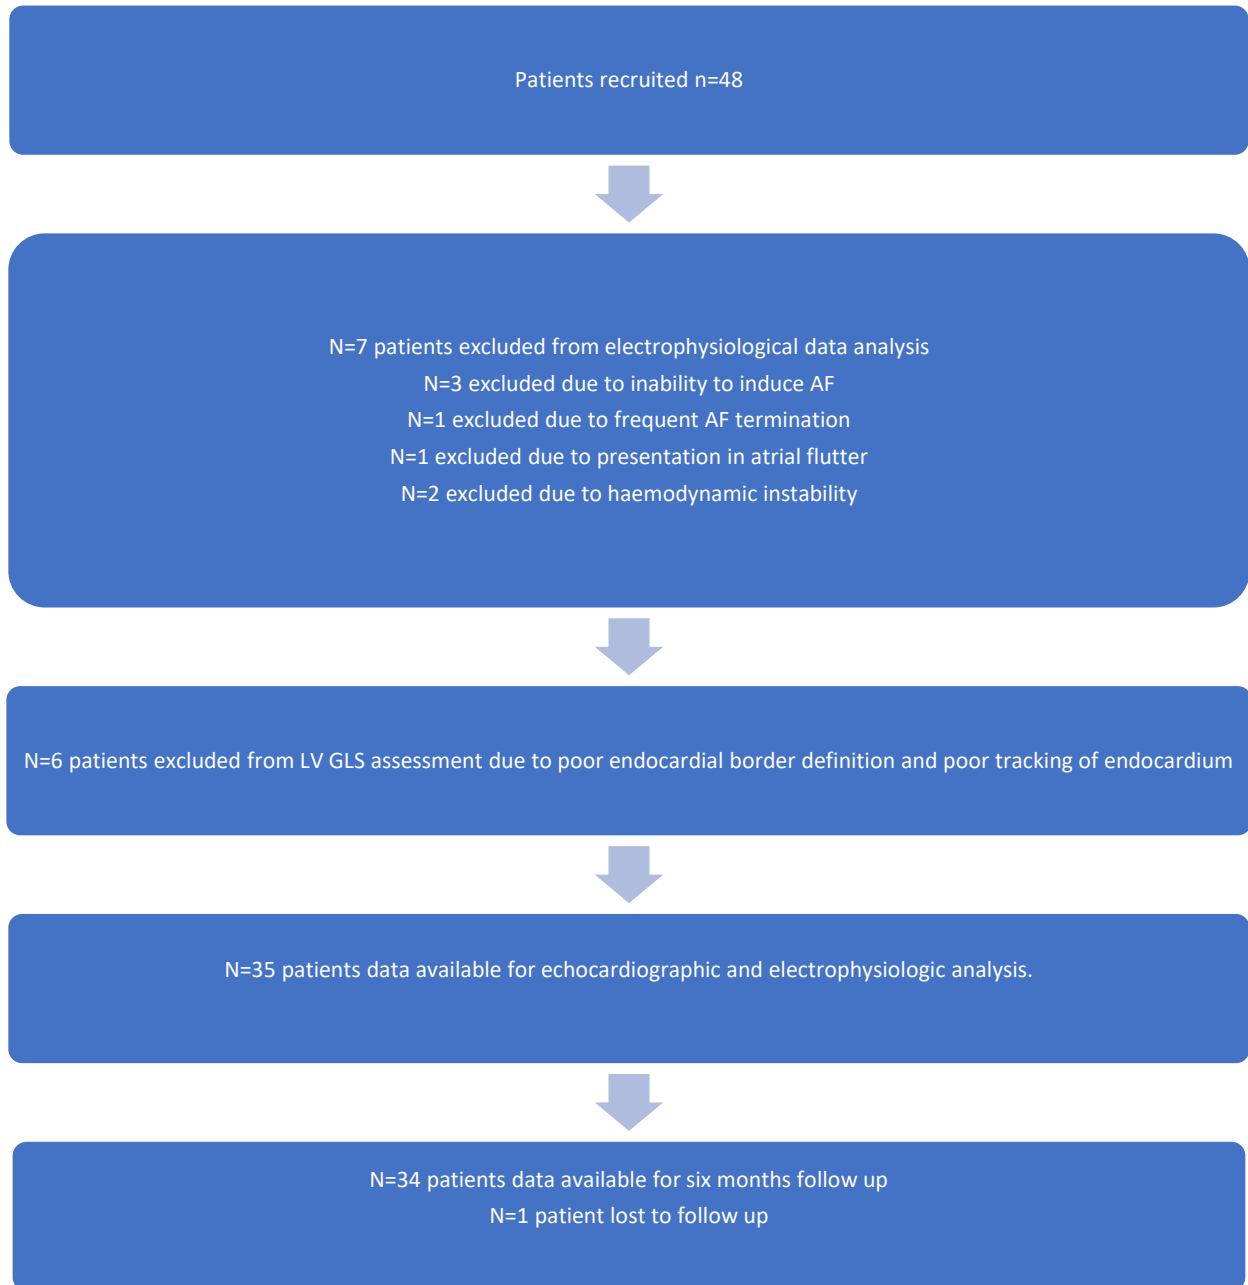 Patients recruited n=48
N=7 patients excluded from electrophysiological data analysis
N=3 excluded due to inability to induce AF
N=1 excluded due to frequent AF termination
N=1 excluded due to presentation in atrial flutter
N=2 excluded due to haemodynamic instability
N=6 patients excluded from LV GLS assessment due to poor endocardial border definition and poor tracking of endocardium
N=35 patients data available for echocardiographic and electrophysiologic analysis.
N=34 patients data available for six months follow up
N=1 patient lost to follow up